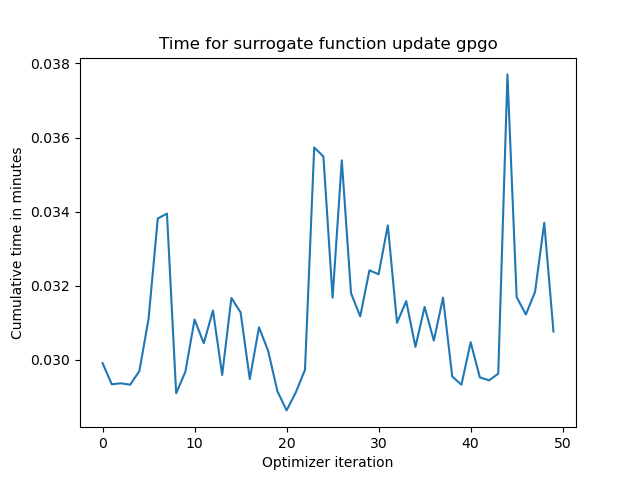 Time for surrogate function update gpgo
0.038
0.036
0.034
0.032
0.030
Cumulative time in minutes
0 10 20 30 40 50
Optimizer iteration